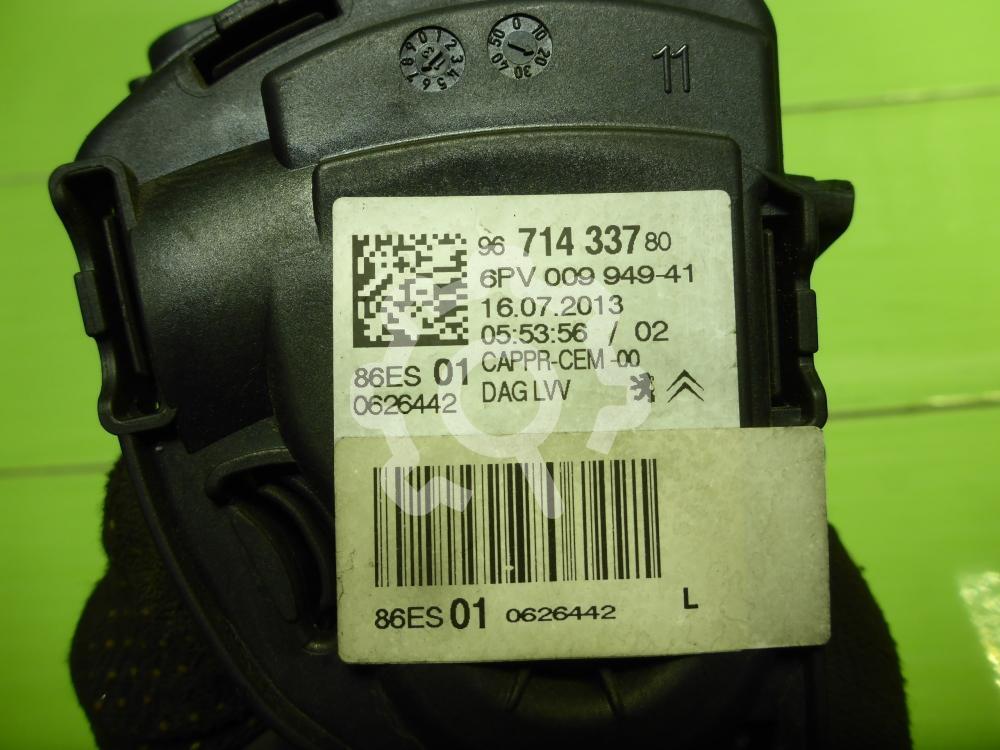 11
96 714 337 80
6PV 009 949-41
16.07.2013
05:53:56 / 02
86ES 01
CAPPR-CEM -00
0626442
DAG LVV
86ES 01 0626442
L